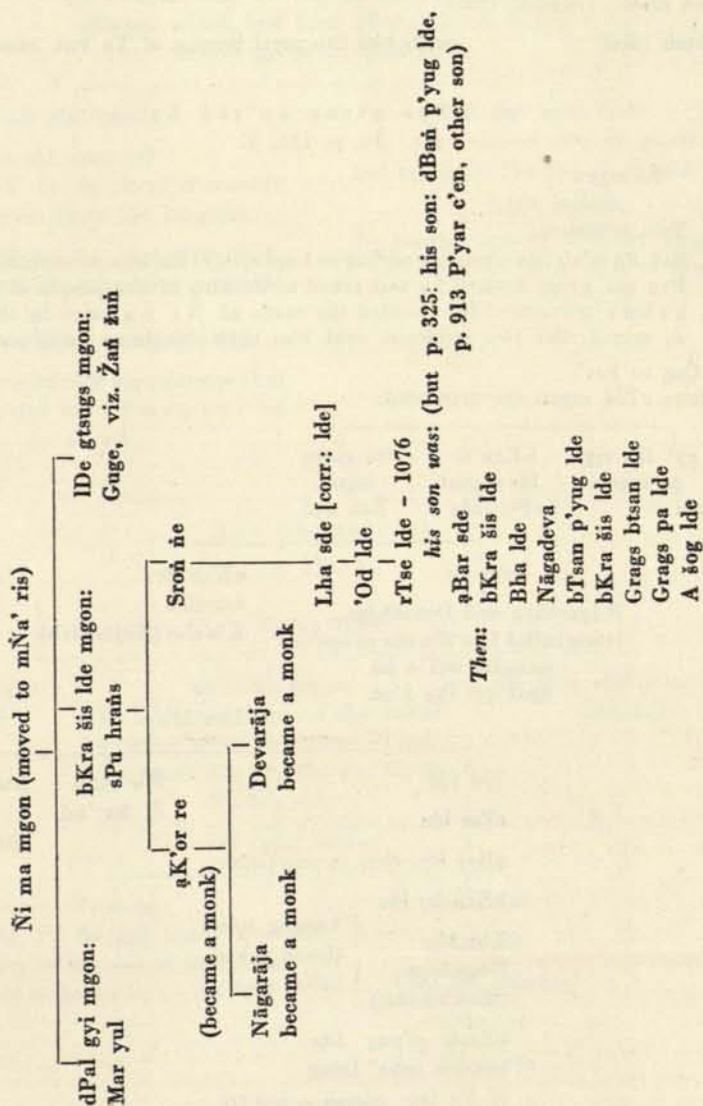 Ñi ma mgon (moved to mṄa' ris)
dPal gyi mgon:
Mar yul
bKra šis lde mgon:
sPu hraṅs
lDe gtsugs mgon:
Guge, viz. Žaṅ žuṅ
ạK'or re
(became a monk)
Sroṅ ṅe
Nāgarāja
became a monk
Devarāja
became a monk
Lha sde [corr.: lde]
'Od lde
rTse lde – 1076
his son was: (but p. 325: his son: dBaṅ p'yug lde,
p. 913 P'yar c'en, other son)
ạBar sde
Then: bKra šis lde
Bha lde
Nāgadeva
bTsan p'yug lde
bKra šis lde
Grags btsan lde
Grags pa lde
A šog lde